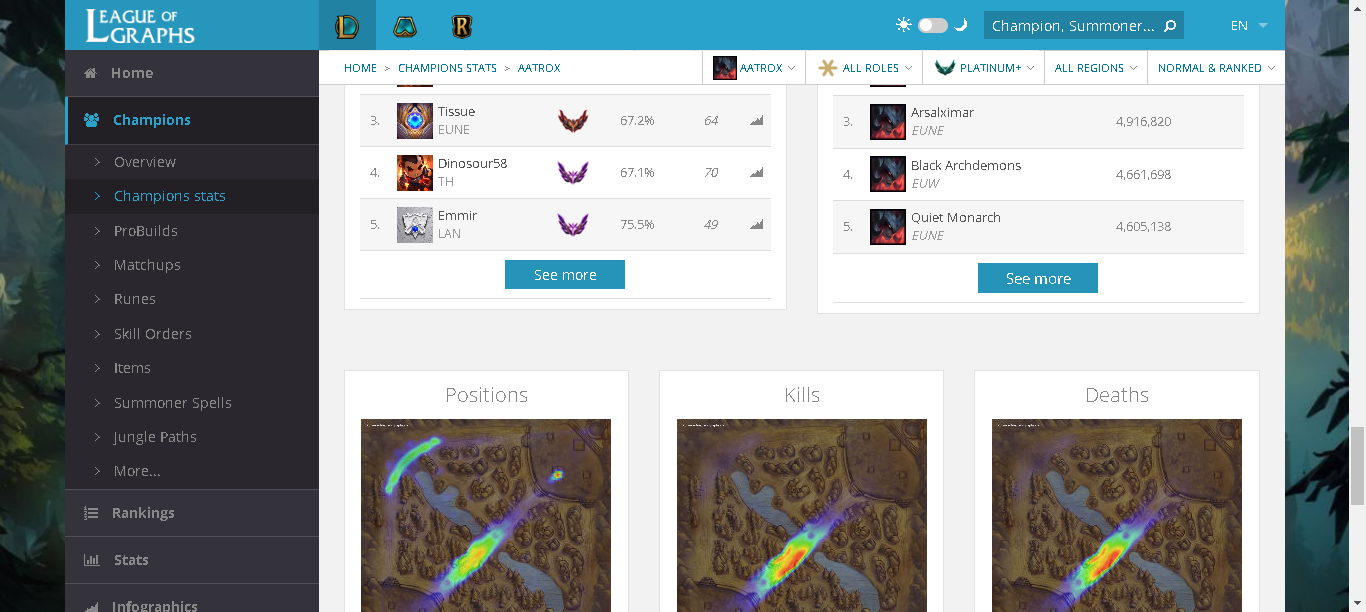 LEAGUE OF
GRAPHS
Champion, Summoner...
EN
HOME > CHAMPIONS STATS > AATROX
AATROX
ALL ROLES
PLATINUM+
ALL REGIONS
NORMAL & RANKED
Home
Champions
Overview
Champions stats
ProBuilds
Matchups
Runes
Skill Orders
Items
Summoner Spells
Jungle Paths
More...
Rankings
Stats
Infographics
3. Tissue 67.2% 64
EUNE
4. Dinosour58 67.1% 70
TH
5. Emmir 75.5% 49
LAN
See more
3. Arsalximar 4,916,820
EUNE
4. Black Archdemons 4,661,698
EUW
5. Quiet Monarch 4,605,138
EUNE
See more
Positions
Kills
Deaths